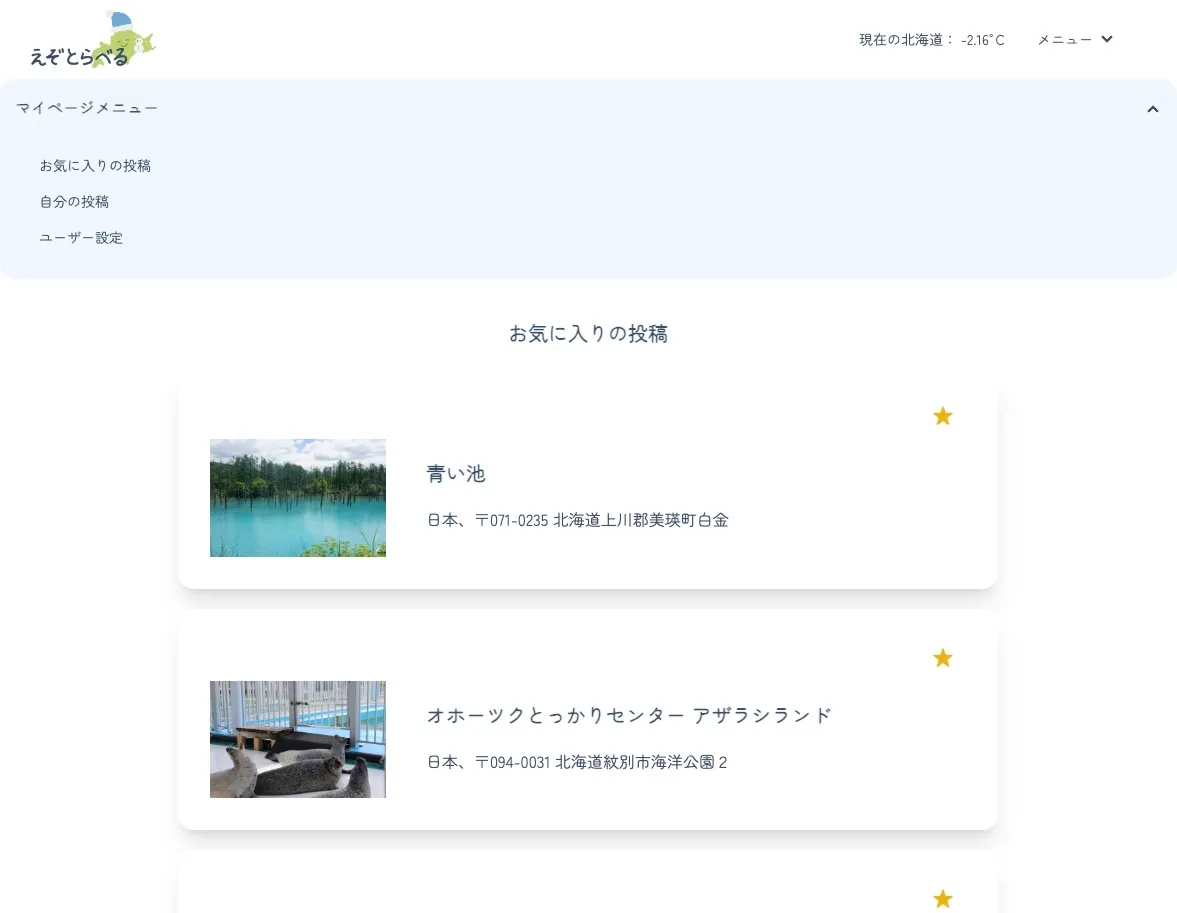 えぞとらべる
現在の北海道： -2.16°C
メニュー
マイページメニュー
お気に入りの投稿
自分の投稿
ユーザー設定
お気に入りの投稿
青い池
日本、〒071-0235 北海道上川郡美瑛町白金
オホーツクとっかりセンター アザラシランド
日本、〒094-0031 北海道紋別市海洋公園２